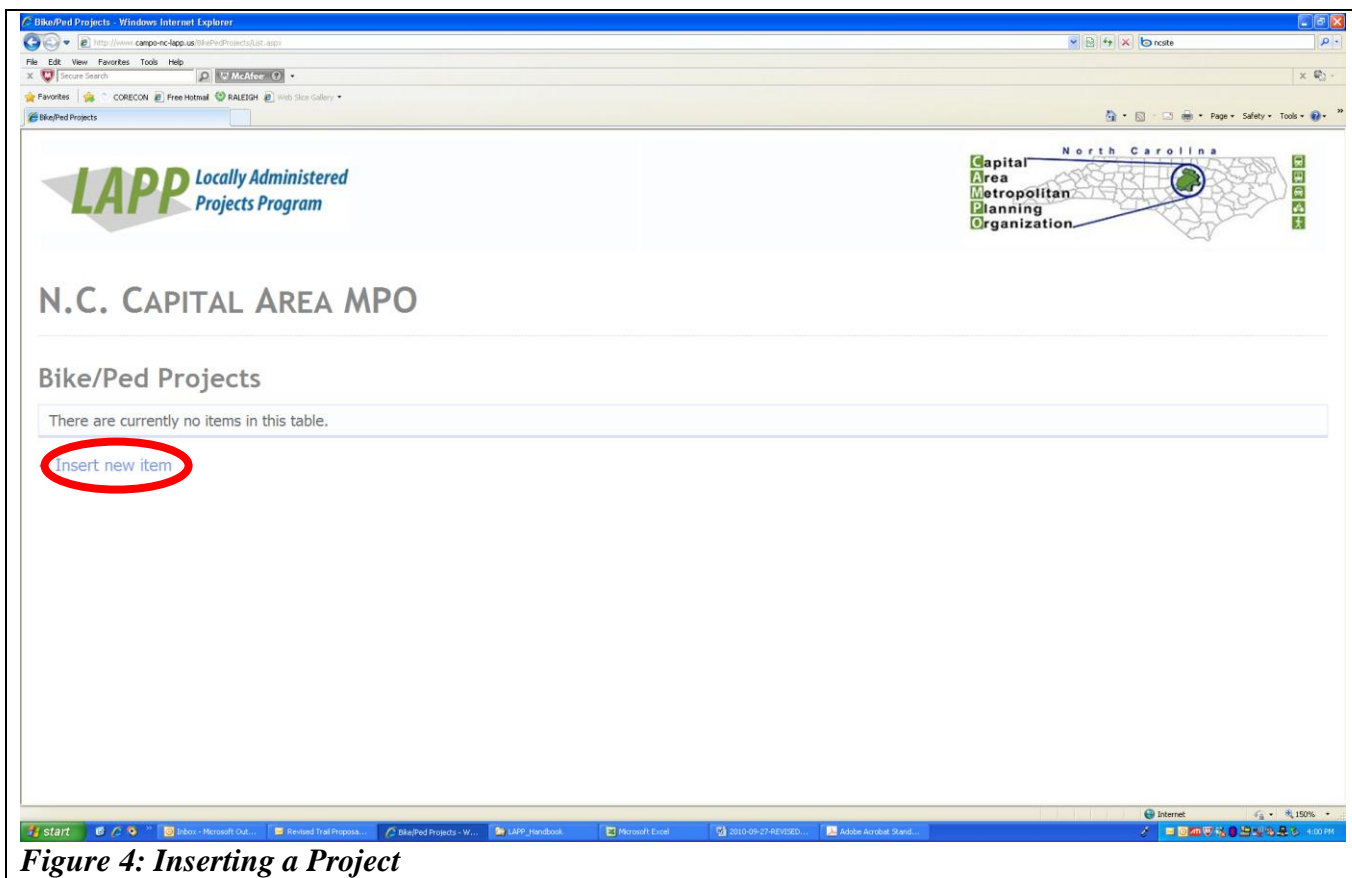 Bike/Ped Projects - Windows Internet Explorer
http://www.campo-nc-lapp.us/BikePedProjects/List.aspx
ncsite
File Edit View Favorites Tools Help
Secure Search McAfee
Favorites CORECON Free Hotmail RALEIGH Web Slice Gallery
Bike/Ped Projects
Page Safety Tools
LAPP Locally Administered
Projects Program
North Carolina
Capital
Area
Metropolitan
Planning
Organization
N.C. CAPITAL AREA MPO
Bike/Ped Projects
There are currently no items in this table.
Insert new item
Internet 150%
start Inbox - Microsoft Out... Revised Trail Proposa... Bike/Ped Projects - W... LAPP_Handbook Microsoft Excel 2010-09-27-REVISED... Adobe Acrobat Stand... 4:00 PM
Figure 4: Inserting a Project